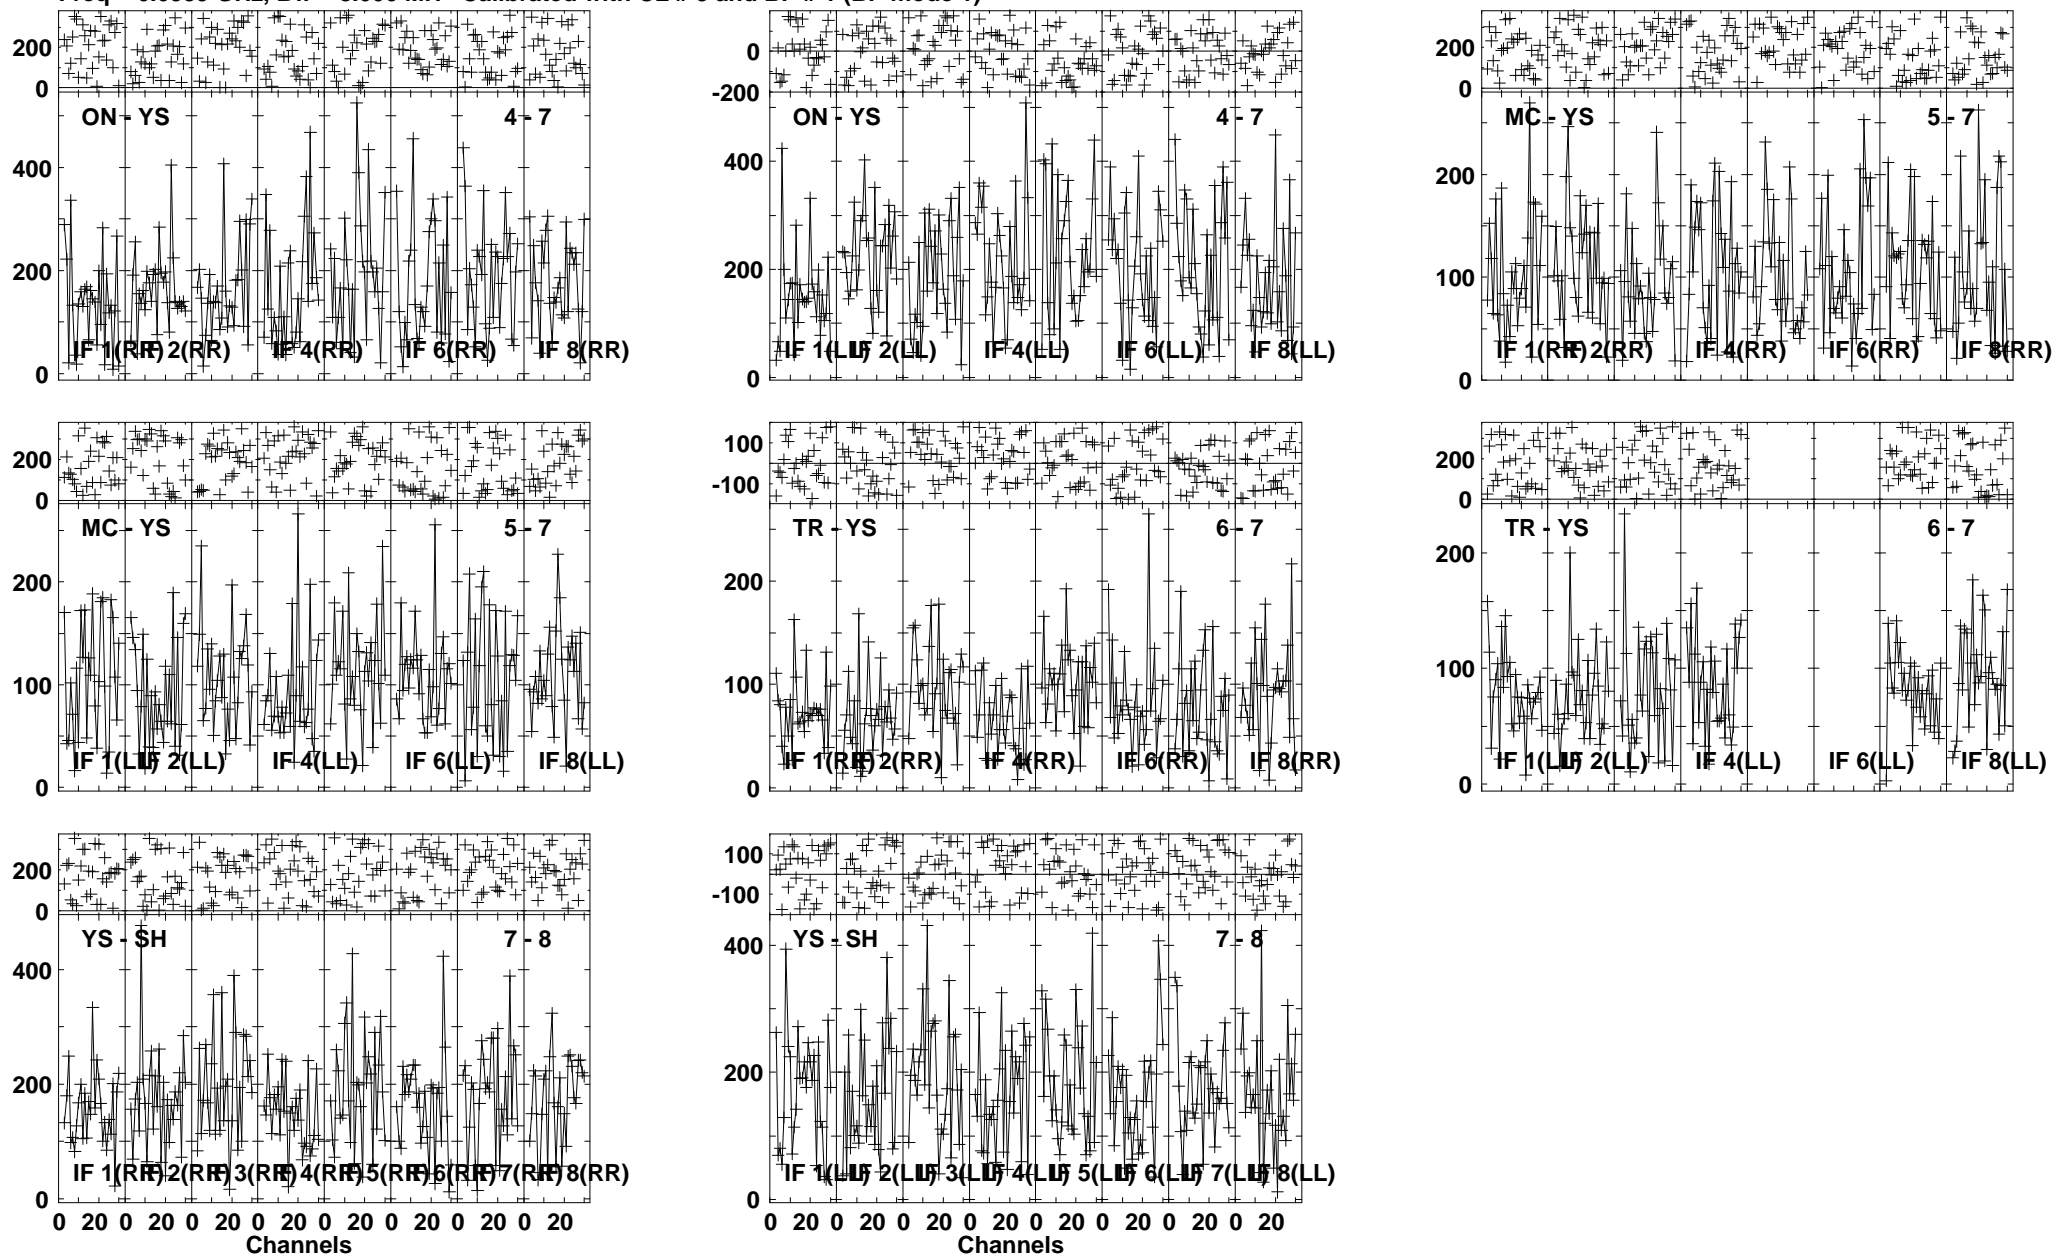 200 0 200 0 -200 200 0
ON - YS 4 - 7 ON - YS 4 - 7 MC - YS 5 - 7
400 200 0 400 200 0 200 100 0
IF 1(RR) IF 2(RR) IF 4(RR) IF 6(RR) IF 8(RR) IF 1(LL) IF 2(LL) IF 4(LL) IF 6(LL) IF 8(LL) IF 1(RR) IF 2(RR) IF 4(RR) IF 6(RR) IF 8(RR)
200 0 100 -100 200 0
MC - YS 5 - 7 TR - YS 6 - 7 TR - YS 6 - 7
200 100 0 200 100 0 200 100 0
IF 1(LL) IF 2(LL) IF 4(LL) IF 6(LL) IF 8(LL) IF 1(RR) IF 2(RR) IF 4(RR) IF 6(RR) IF 8(RR) IF 1(LL) IF 2(LL) IF 4(LL) IF 6(LL) IF 8(LL)
200 0 100 -100
YS - SH 7 - 8 YS - SH 7 - 8
400 200 0 400 200 0
IF 1(RR) IF 2(RR) IF 3(RR) IF 4(RR) IF 5(RR) IF 6(RR) IF 7(RR) IF 8(RR) IF 1(LL) IF 2(LL) IF 3(LL) IF 4(LL) IF 5(LL) IF 6(LL) IF 7(LL) IF 8(LL)
0 20 0 20 0 20 0 20 0 20 0 20 0 20 0 20 0 20 0 20 0 20 0 20 0 20 0 20 0 20 0 20
Channels Channels